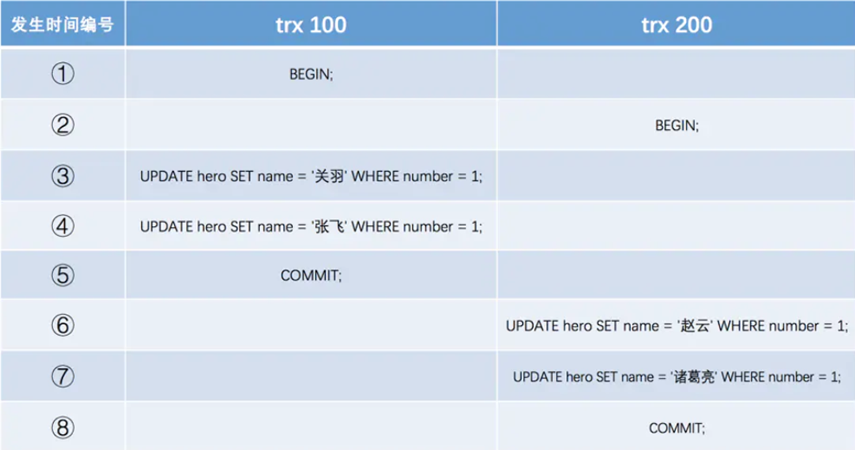 发生时间编号 trx 100 trx 200
① BEGIN;
② BEGIN;
③ UPDATE hero SET name = '关羽' WHERE number = 1;
④ UPDATE hero SET name = '张飞' WHERE number = 1;
⑤ COMMIT;
⑥ UPDATE hero SET name = '赵云' WHERE number = 1;
⑦ UPDATE hero SET name = '诸葛亮' WHERE number = 1;
⑧ COMMIT;